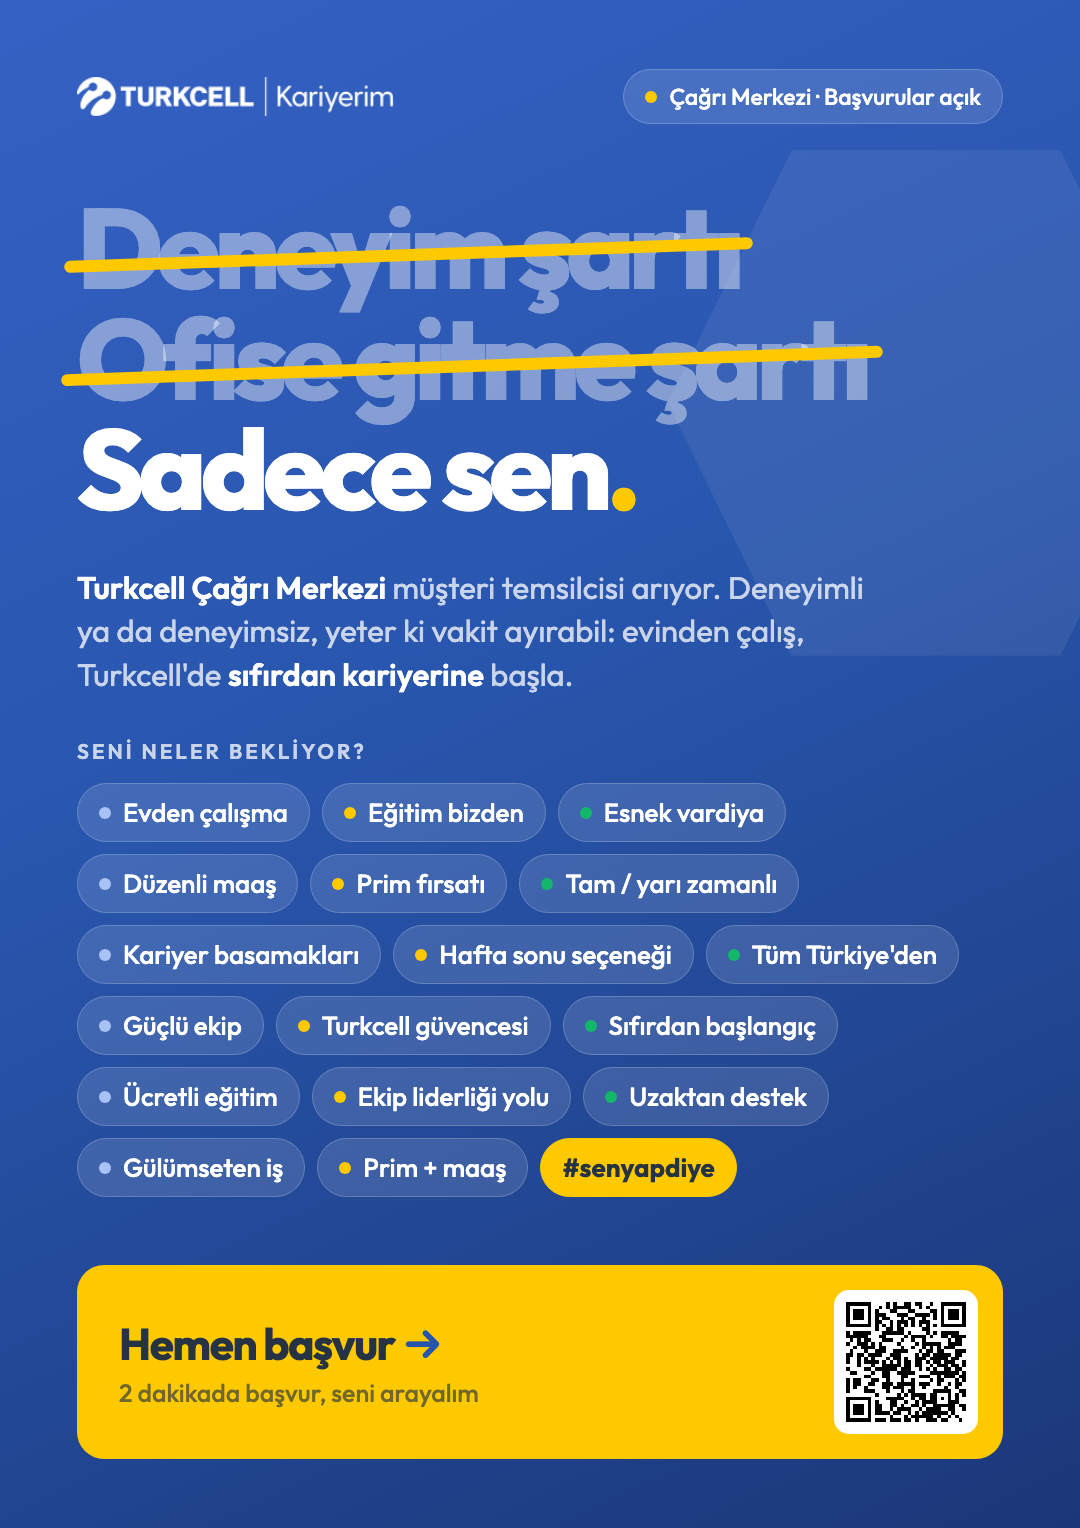 TURKCELL | Kariyerim
Çağrı Merkezi · Başvurular açık
Deneyim şartı
Ofise gitme şartı
Sadece sen.
Turkcell Çağrı Merkezi müşteri temsilcisi arıyor. Deneyimli
ya da deneyimsiz, yeter ki vakit ayırabil: evinden çalış,
Turkcell'de sıfırdan kariyerine başla.
SENİ NELER BEKLİYOR?
Evden çalışma
Eğitim bizden
Esnek vardiya
Düzenli maaş
Prim fırsatı
Tam / yarı zamanlı
Kariyer basamakları
Hafta sonu seçeneği
Tüm Türkiye'den
Güçlü ekip
Turkcell güvencesi
Sıfırdan başlangıç
Ücretli eğitim
Ekip liderliği yolu
Uzaktan destek
Gülümseten iş
Prim + maaş
#senyapdiye
Hemen başvur →
2 dakikada başvur, seni arayalım